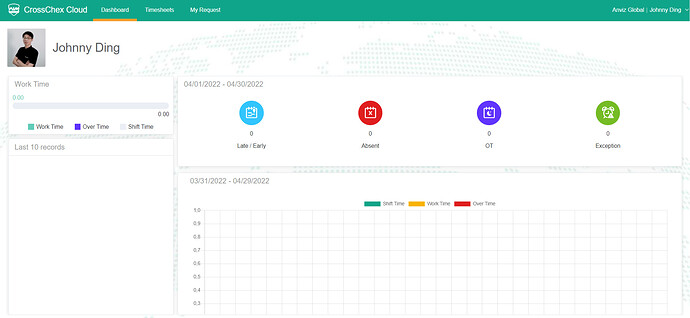 CrossChex Cloud Dashboard Timesheets My Request Anviz Global | Johnny Ding
Johnny Ding
Work Time
0:00
0:00
Work Time Over Time Shift Time
Last 10 records
04/01/2022 - 04/30/2022
0 0 0 0
Late / Early Absent OT Exception
03/31/2022 - 04/29/2022
Shift Time Work Time Over Time
1,0
0,9
0,8
0,7
0,6
0,5
0,4
0,3